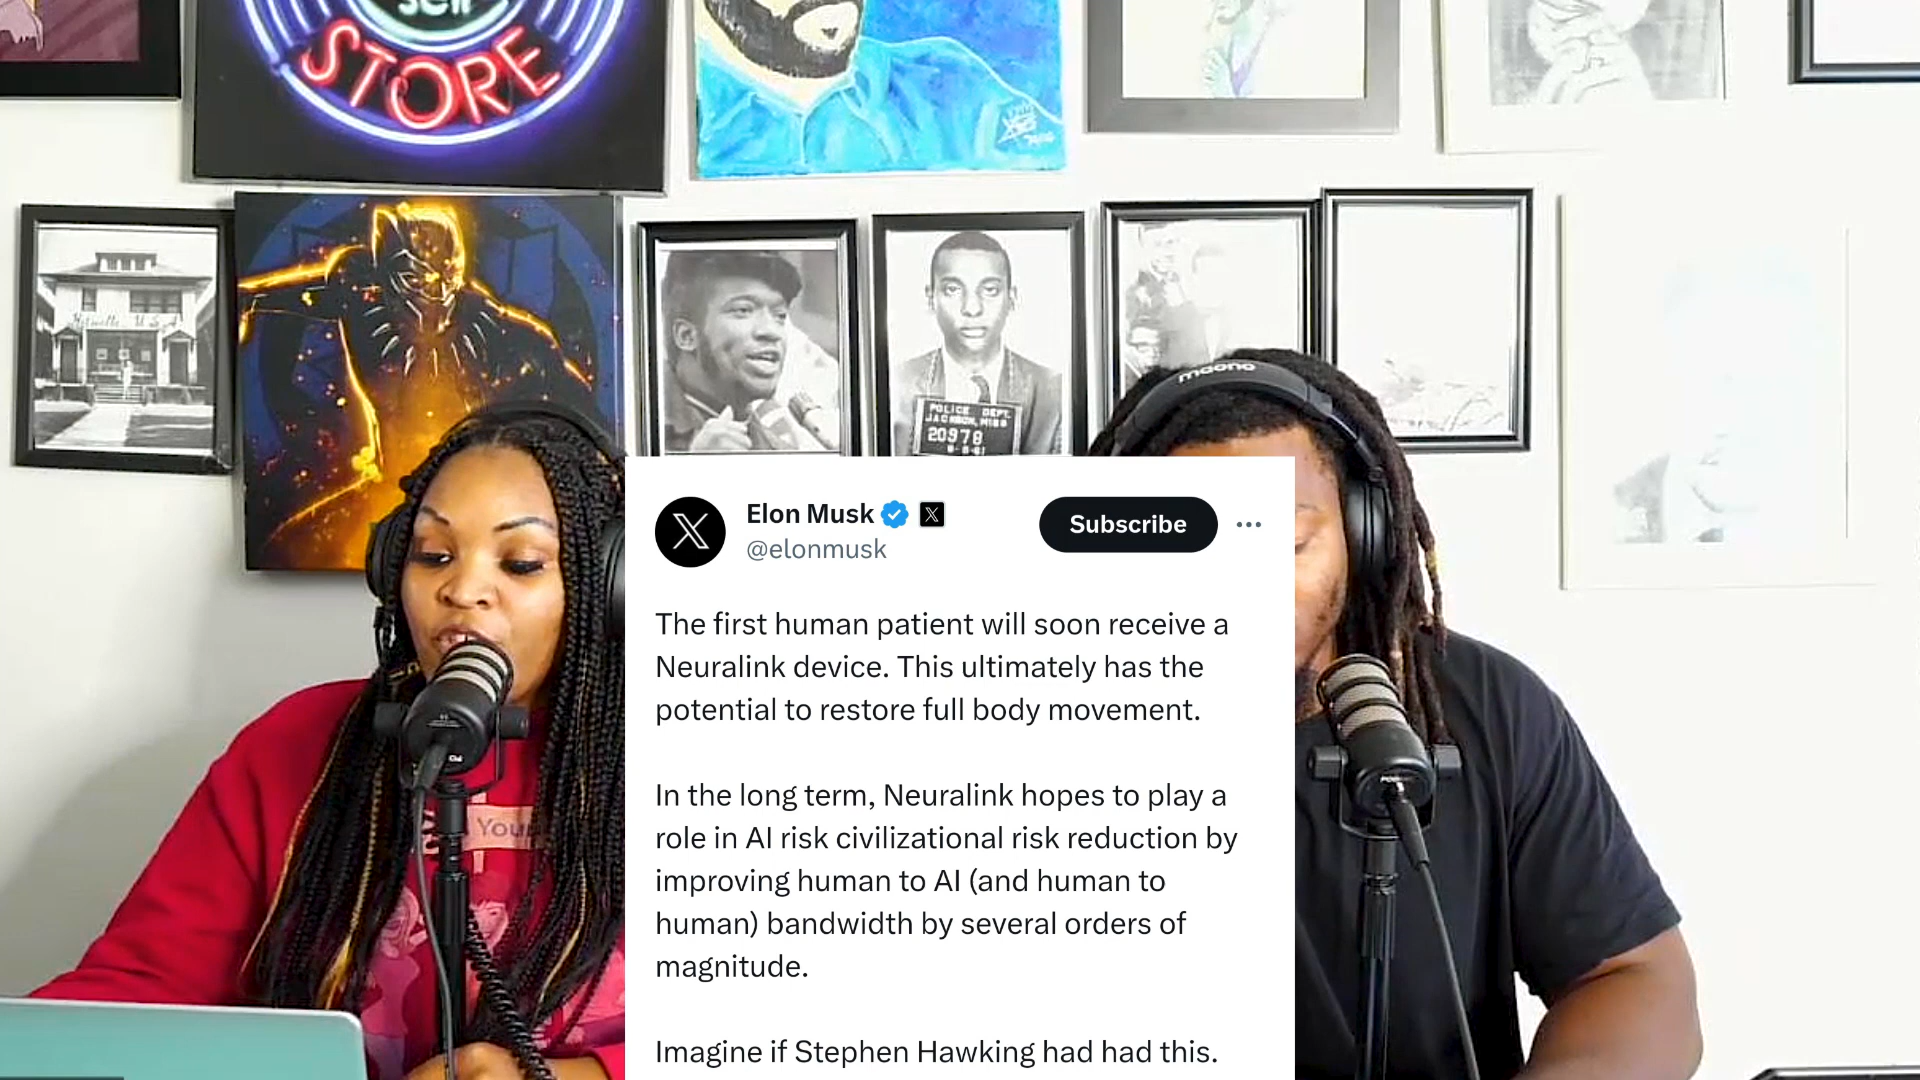 self
STORE
POLICE DEPT.
JACKSON, MISS
20978
maono
Elon Musk
Subscribe
@elonmusk
The first human patient will soon receive a
Neuralink device. This ultimately has the
potential to restore full body movement.
In the long term, Neuralink hopes to play a
role in AI risk civilizational risk reduction by
improving human to AI (and human to
human) bandwidth by several orders of
magnitude.
Imagine if Stephen Hawking had had this.
You